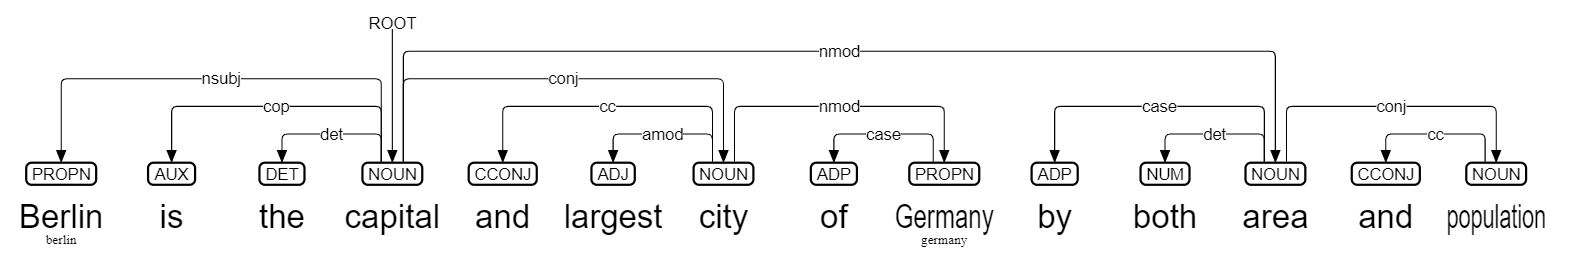 ROOT
nmod
nsubj conj
cop cc nmod case conj
det amod case det cc
PROPN AUX DET NOUN CCONJ ADJ NOUN ADP PROPN ADP NUM NOUN CCONJ NOUN
Berlin is the capital and largest city of Germany by both area and population
berlin germany